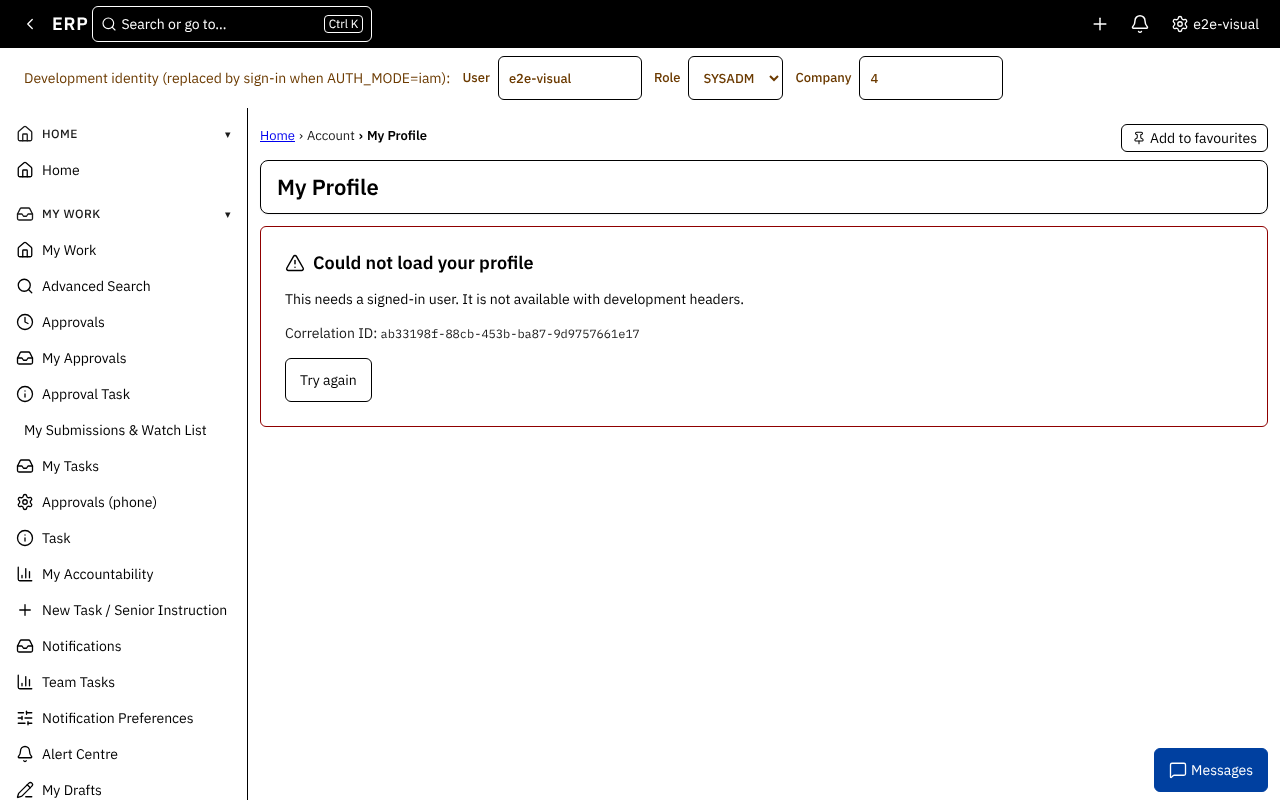 ERP Search or go to... Ctrl K e2e-visual
Development identity (replaced by sign-in when AUTH_MODE=iam): User e2e-visual Role SYSADM Company 4
HOME
Home
MY WORK
My Work
Advanced Search
Approvals
My Approvals
Approval Task
My Submissions & Watch List
My Tasks
Approvals (phone)
Task
My Accountability
New Task / Senior Instruction
Notifications
Team Tasks
Notification Preferences
Alert Centre
My Drafts
Home › Account › My Profile
Add to favourites
My Profile
Could not load your profile
This needs a signed-in user. It is not available with development headers.
Correlation ID: ab33198f-88cb-453b-ba87-9d9757661e17
Try again
Messages